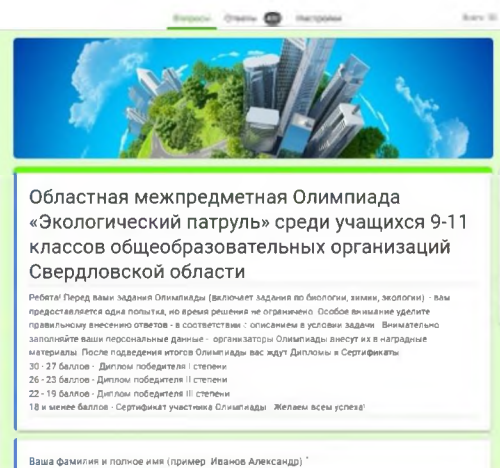 Вопросы Ответы Настройки
Областная межпредметная Олимпиада
«Экологический патруль» среди учащихся 9-11
классов общеобразовательных организаций
Свердловской области
Ребята! Перед вами задания Олимпиады (включает задания по биологии, химии, экологии) - вам
предоставляется одна попытка, но время решения не ограничено. Особое внимание уделите
правильному внесению ответов - в соответствии с описанием в условии задачи. Внимательно
заполняйте ваши персональные данные - организаторы Олимпиады внесут их в наградные
материалы. После подведения итогов Олимпиады вас ждут Дипломы и Сертификаты.
30 - 27 баллов - Диплом победителя I степени
26 - 23 баллов - Диплом победителя II степени
22 - 19 баллов - Диплом победителя III степени
18 и менее баллов - Сертификат участника Олимпиады. Желаем всем успеха!
Ваша фамилия и полное имя (пример Иванов Александр) *